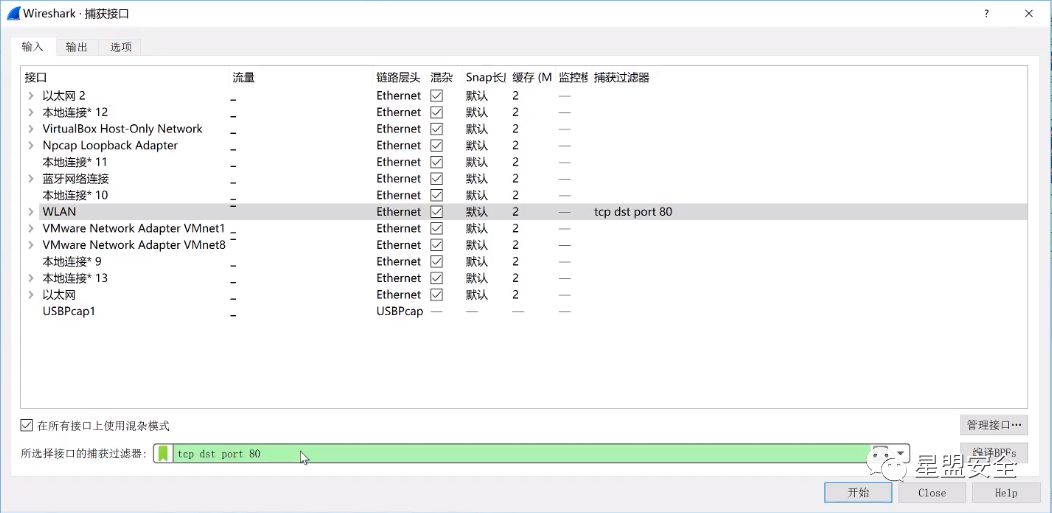 Wireshark · 捕获接口
输入 输出 选项
接口 流量 链路层头 混杂 Snap长度 缓存 (M 监控模 捕获过滤器
以太网 2 _ Ethernet 默认 2 —
本地连接* 12 _ Ethernet 默认 2 —
VirtualBox Host-Only Network _ Ethernet 默认 2 —
Npcap Loopback Adapter _ Ethernet 默认 2 —
本地连接* 11 _ Ethernet 默认 2 —
蓝牙网络连接 _ Ethernet 默认 2 —
本地连接* 10 _ Ethernet 默认 2 —
WLAN Ethernet 默认 2 — tcp dst port 80
VMware Network Adapter VMnet1 _ Ethernet 默认 2 —
VMware Network Adapter VMnet8 Ethernet 默认 2 —
本地连接* 9 _ Ethernet 默认 2 —
本地连接* 13 _ Ethernet 默认 2 —
以太网 _ Ethernet 默认 2 —
USBPcap1 _ USBPcap — — — —
在所有接口上使用混杂模式 管理接口…
所选择接口的捕获过滤器: tcp dst port 80 编译BPFs
星盟安全
开始 Close Help